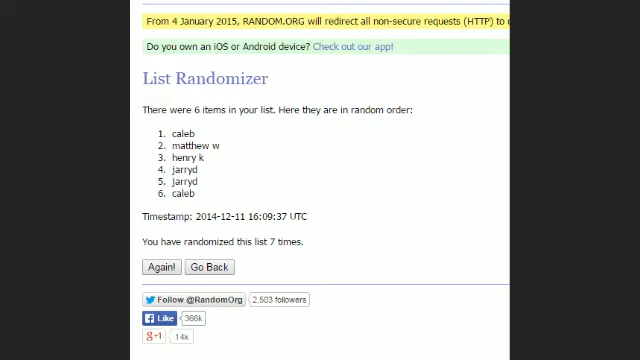 From 4 January 2015, RANDOM.ORG will redirect all non-secure requests (HTTP) to
Do you own an iOS or Android device? Check out our app!
List Randomizer
There were 6 items in your list. Here they are in random order:
1. caleb
2. matthew w
3. henry k
4. jarryd
5. jarryd
6. caleb
Timestamp: 2014-12-11 16:09:37 UTC
You have randomized this list 7 times.
Again! Go Back
Follow @RandomOrg 2,503 followers
Like 366k
g+1 14k